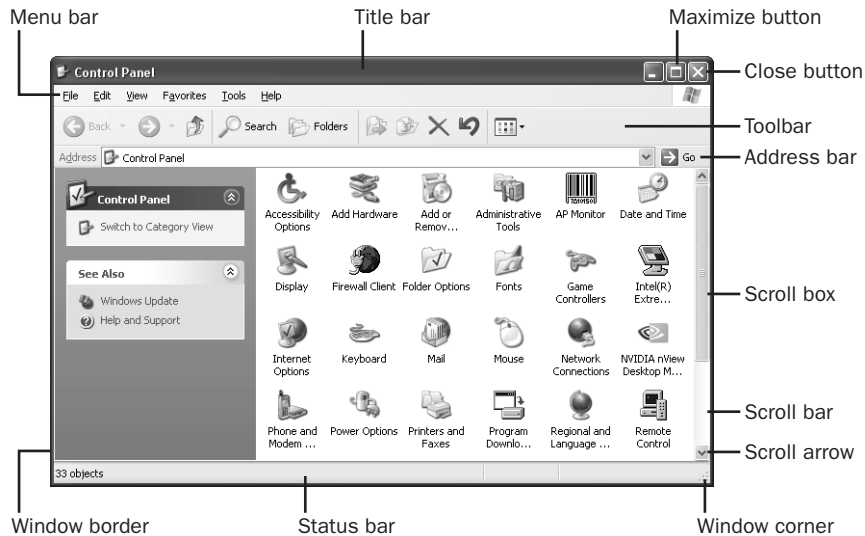 Menu bar
Title bar
Maximize button
Control Panel
Close button
File Edit View Favorites Tools Help
Back
Search
Folders
Toolbar
Address
Control Panel
Go
Address bar
Control Panel
Switch to Category View
See Also
Windows Update
Help and Support
Accessibility
Options
Add Hardware
Add or
Remov...
Administrative
Tools
AP Monitor
Date and Time
Display
Firewall Client
Folder Options
Fonts
Game
Controllers
Intel(R)
Extre...
Scroll box
Internet
Options
Keyboard
Mail
Mouse
Network
Connections
NVIDIA nView
Desktop M...
Phone and
Modem ...
Power Options
Printers and
Faxes
Program
Downlo...
Regional and
Language ...
Remote
Control
Scroll bar
Scroll arrow
33 objects
Window border
Status bar
Window corner